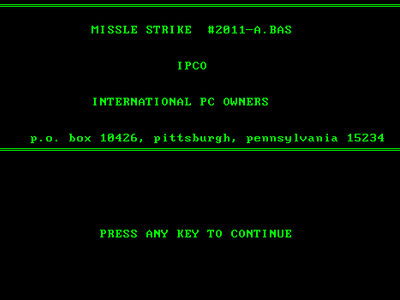 MISSLE STRIKE  #2011-A.BAS
IPCO
INTERNATIONAL PC OWNERS
p.o. box 10426, pittsburgh, pennsylvania 15234
PRESS ANY KEY TO CONTINUE